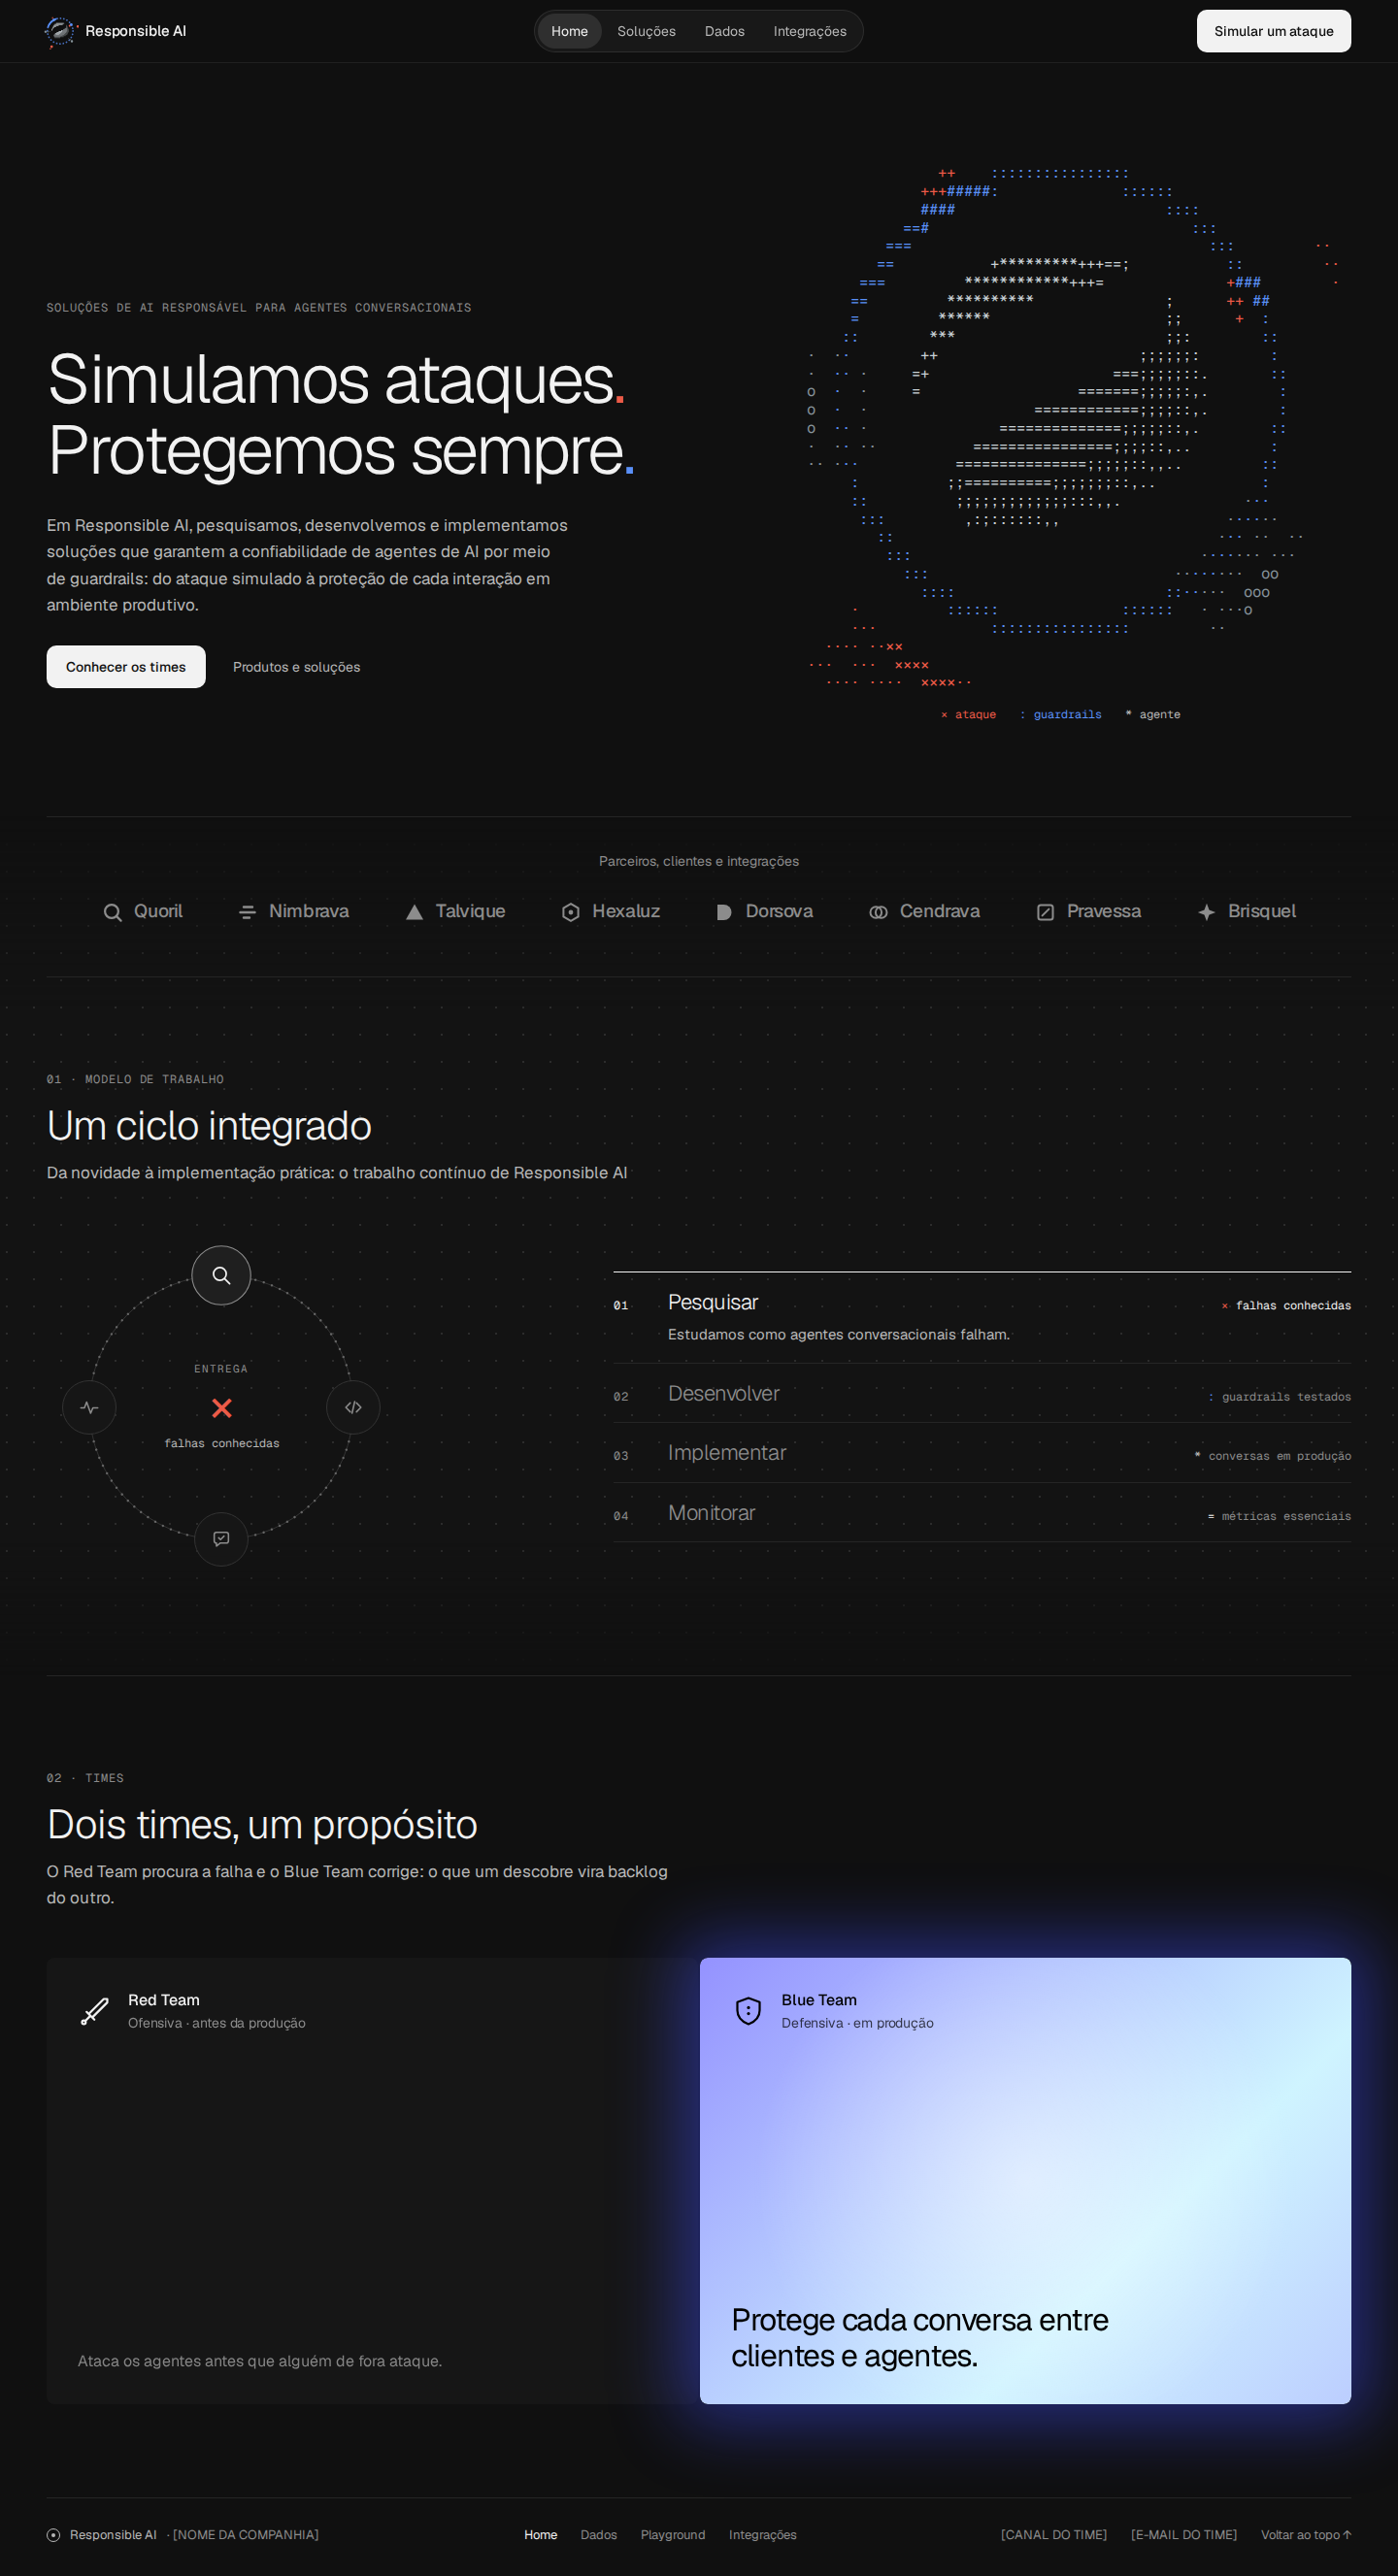 Responsible AI
Home Soluções Dados Integrações
Simular um ataque
SOLUÇÕES DE AI RESPONSÁVEL PARA AGENTES CONVERSACIONAIS
Simulamos ataques.
Protegemos sempre.
Em Responsible AI, pesquisamos, desenvolvemos e implementamos
soluções que garantem a confiabilidade de agentes de AI por meio
de guardrails: do ataque simulado à proteção de cada interação em
ambiente produtivo.
Conhecer os times Produtos e soluções
× ataque : guardrails * agente
Parceiros, clientes e integrações
Quoril Nimbrava Talvique Hexaluz Dorsova Cendrava Pravessa Brisquel
01 · MODELO DE TRABALHO
Um ciclo integrado
Da novidade à implementação prática: o trabalho contínuo de Responsible AI
ENTREGA
×
falhas conhecidas
01 Pesquisar × falhas conhecidas
Estudamos como agentes conversacionais falham.
02 Desenvolver : guardrails testados
03 Implementar * conversas em produção
04 Monitorar = métricas essenciais
02 · TIMES
Dois times, um propósito
O Red Team procura a falha e o Blue Team corrige: o que um descobre vira backlog
do outro.
Red Team
Ofensiva · antes da produção
Ataca os agentes antes que alguém de fora ataque.
Blue Team
Defensiva · em produção
Protege cada conversa entre
clientes e agentes.
Responsible AI · [NOME DA COMPANHIA]
Home Dados Playground Integrações
[CANAL DO TIME] [E-MAIL DO TIME] Voltar ao topo ↑